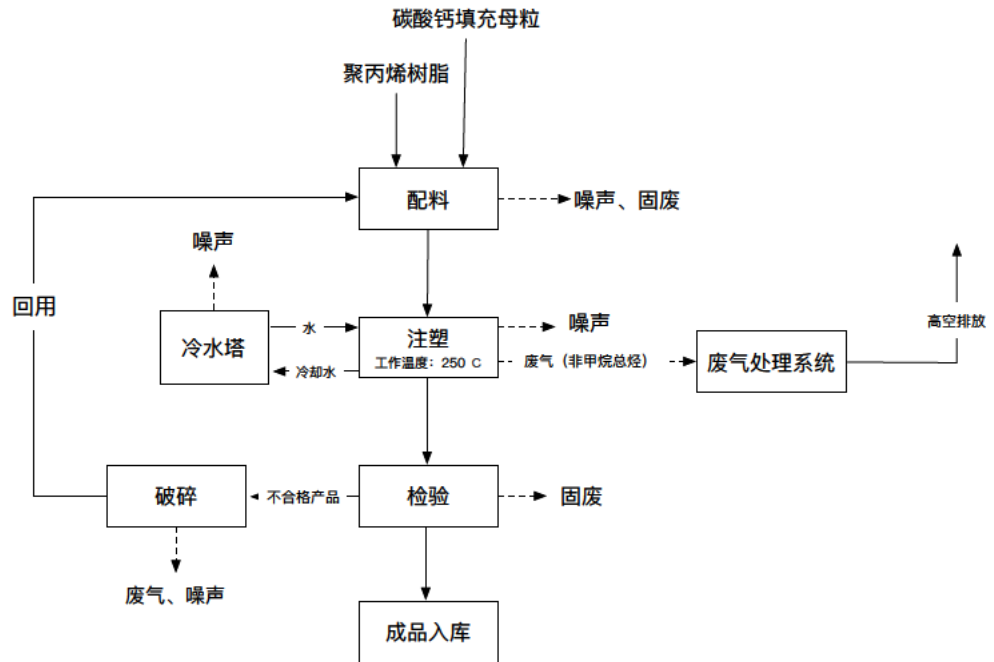 碳酸钙填充母粒
聚丙烯树脂
配料
噪声、固废
噪声
回用
高空排放
冷水塔
水
冷却水
注塑
工作温度：250 C
噪声
废气（非甲烷总烃）
废气处理系统
破碎
不合格产品
检验
固废
废气、噪声
成品入库